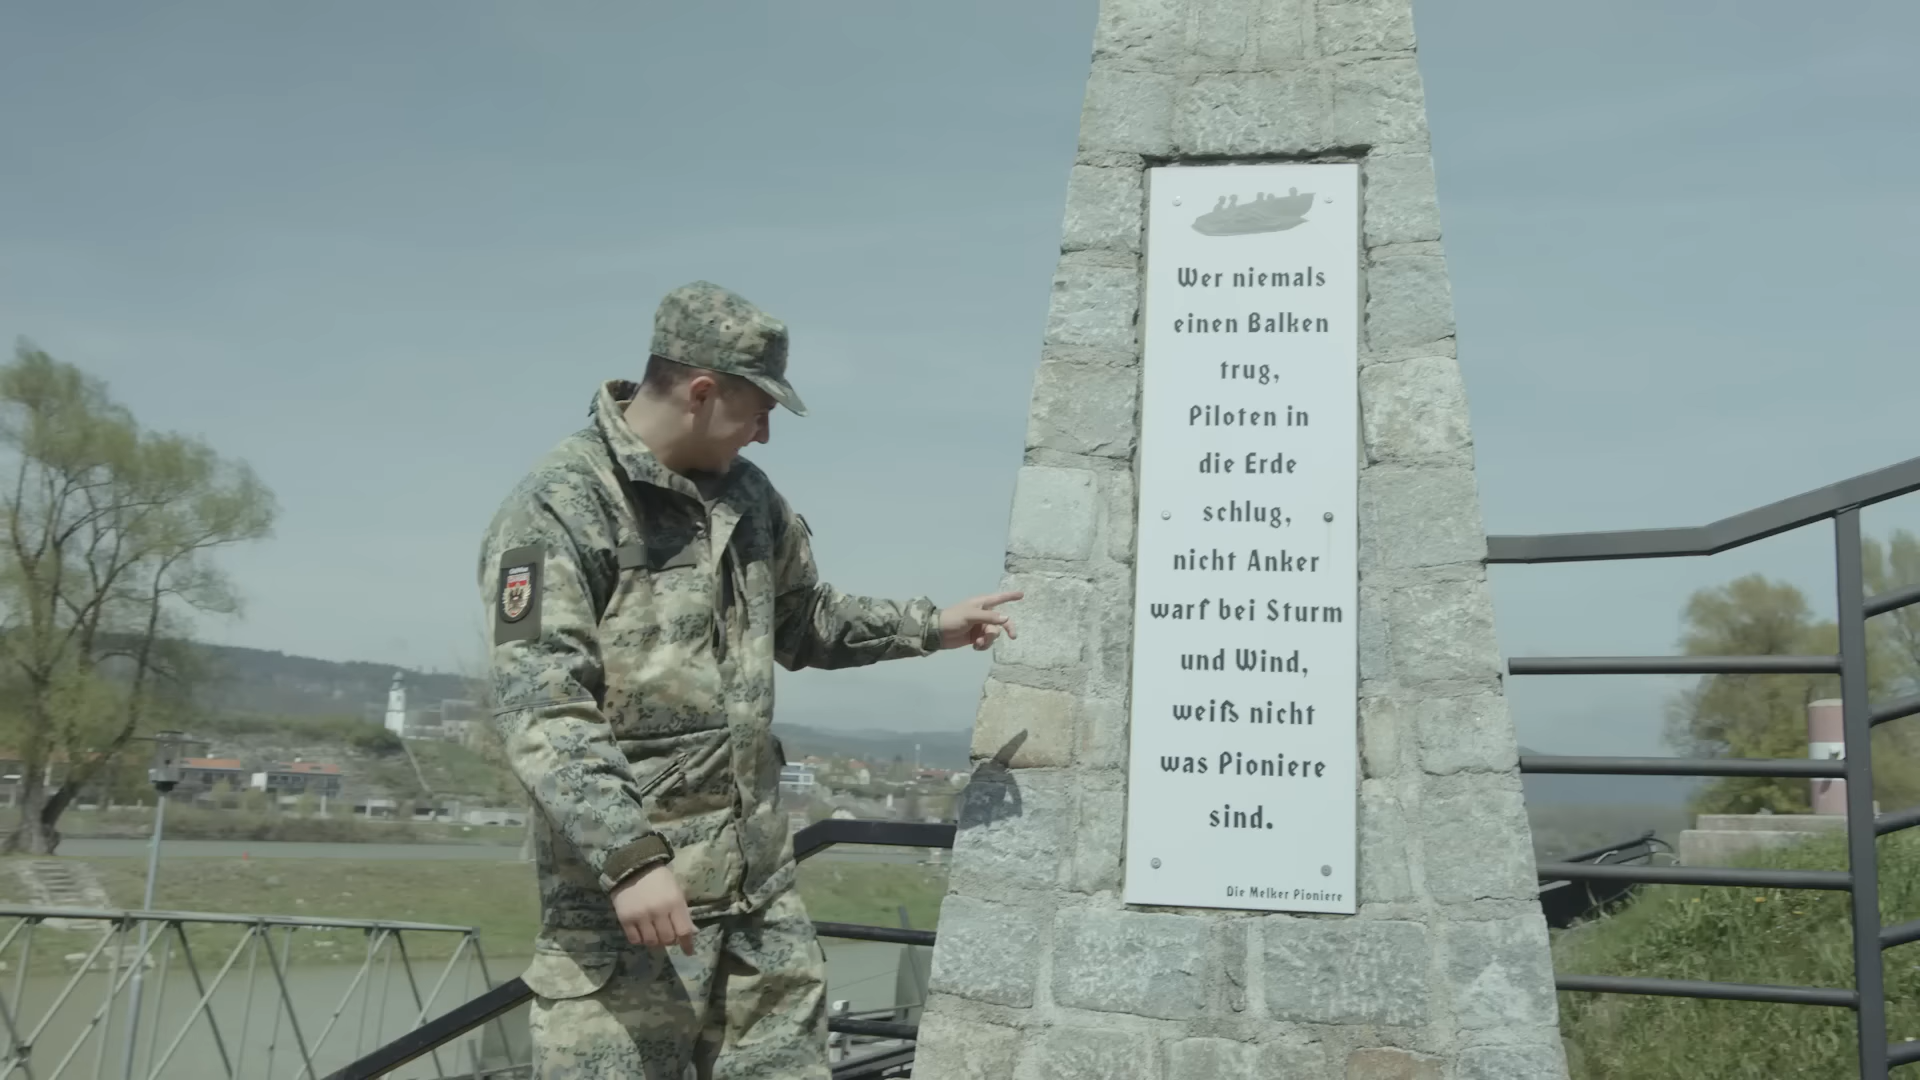 Wer niemals
einen Balken
trug,
Piloten in
die Erde
schlug,
nicht Anker
warf bei Sturm
und Wind,
weiß nicht
was Pioniere
sind.
Die Melker Pioniere